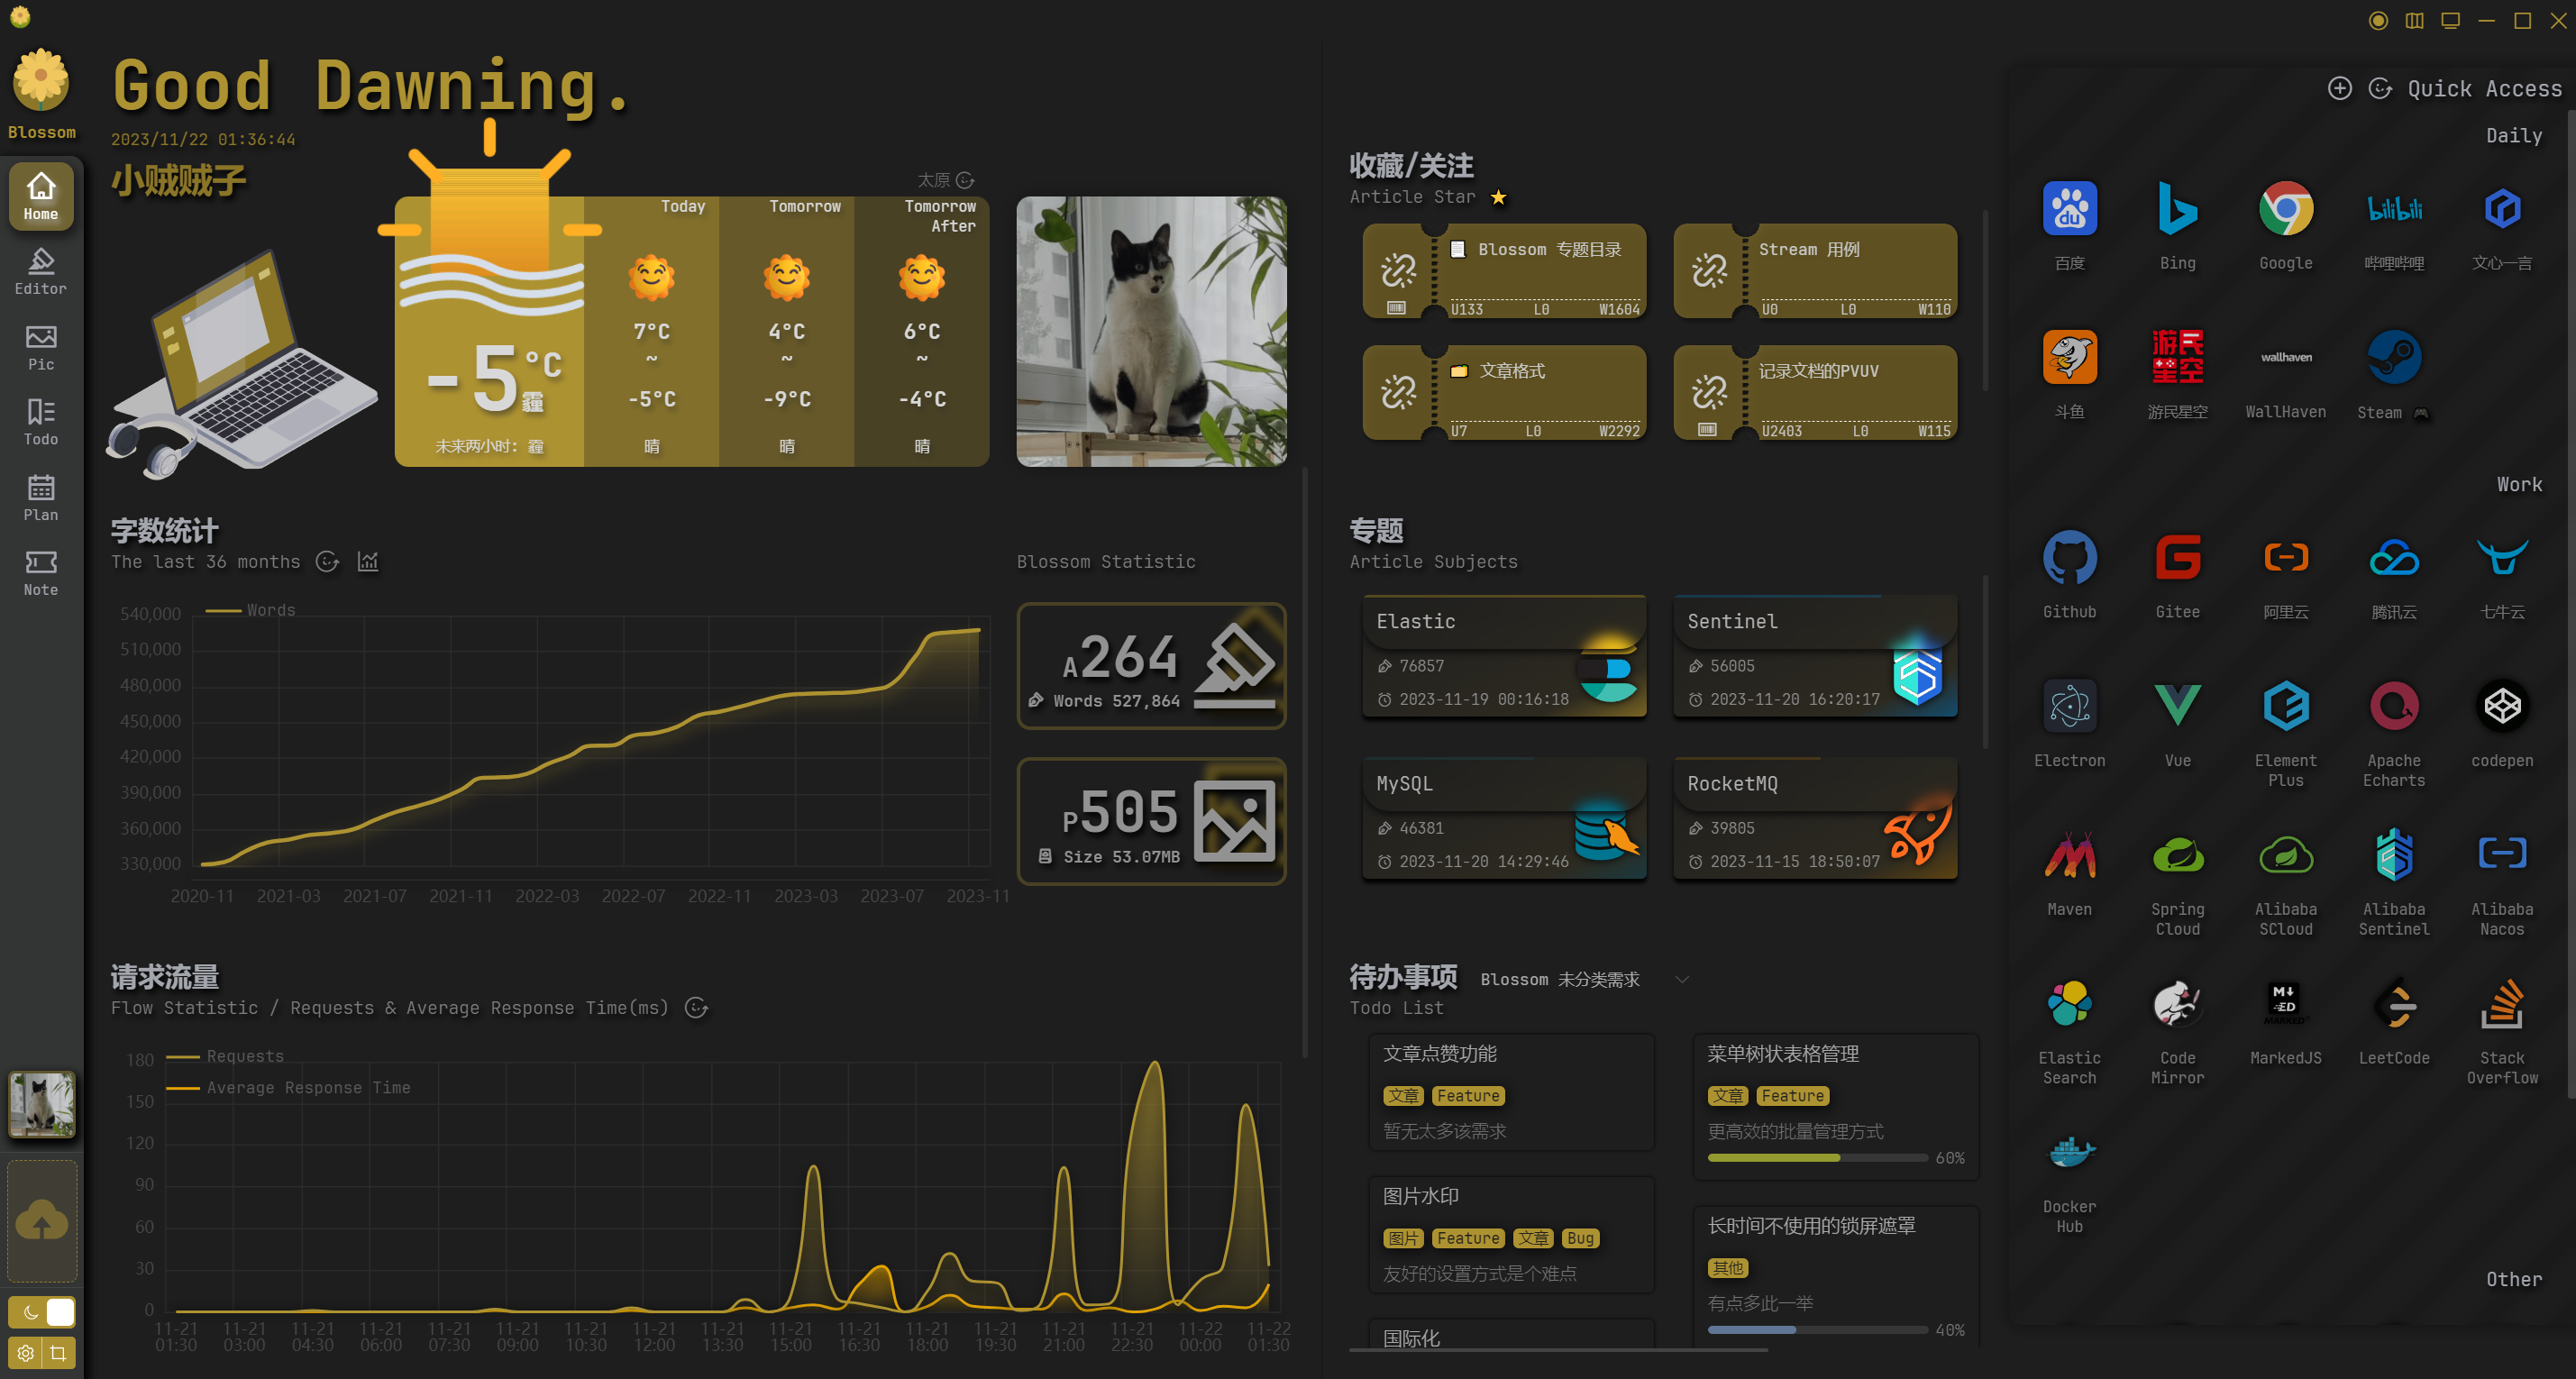 Blossom
Home
Editor
Pic
Todo
Plan
Note
Good Dawning.
2023/11/22 01:36:44
小贼贼子
太原
-5°C
霾
未来两小时: 霾
Today
7°C
~
-5°C
晴
Tomorrow
4°C
~
-9°C
晴
Tomorrow
After
6°C
~
-4°C
晴
字数统计
The last 36 months
Words
540,000
510,000
480,000
450,000
420,000
390,000
360,000
330,000
2020-11 2021-03 2021-07 2021-11 2022-03 2022-07 2022-11 2023-03 2023-07 2023-11
Blossom Statistic
A264
Words 527,864
P505
Size 53.07MB
请求流量
Flow Statistic / Requests & Average Response Time(ms)
Requests
Average Response Time
180
150
120
90
60
30
0
11-21 11-21 11-21 11-21 11-21 11-21 11-21 11-21 11-21 11-21 11-21 11-21 11-21 11-21 11-21 11-22 11-22
01:30 03:00 04:30 06:00 07:30 09:00 10:30 12:00 13:30 15:00 16:30 18:00 19:30 21:00 22:30 00:00 01:30
收藏/关注
Article Star
Blossom 专题目录
U133 L0 W1604
Stream 用例
U0 L0 W110
文章格式
U7 L0 W2292
记录文档的PVUV
U2403 L0 W115
专题
Article Subjects
Elastic
76857
2023-11-19 00:16:18
Sentinel
56005
2023-11-20 16:20:17
MySQL
46381
2023-11-20 14:29:46
RocketMQ
39805
2023-11-15 18:50:07
待办事项 Blossom 未分类需求
Todo List
文章点赞功能
文章 Feature
暂无太多该需求
图片水印
图片 Feature 文章 Bug
友好的设置方式是个难点
国际化
菜单树状表格管理
文章 Feature
更高效的批量管理方式
60%
长时间不使用的锁屏遮罩
其他
有点多此一举
40%
Quick Access
Daily
du
百度
Bing
Google
bilibili
哔哩哔哩
文心一言
斗鱼
游民星空
游民星空
wallhaven
WallHaven
Steam
Work
Github
Gitee
阿里云
腾讯云
七牛云
Electron
Vue
Element
Plus
Apache
Echarts
codepen
Maven
Spring
Cloud
Alibaba
SCloud
Alibaba
Sentinel
Alibaba
Nacos
Elastic
Search
Code
Mirror
M↓
ED
MARKED
MarkedJS
LeetCode
Stack
Overflow
Docker
Hub
Other